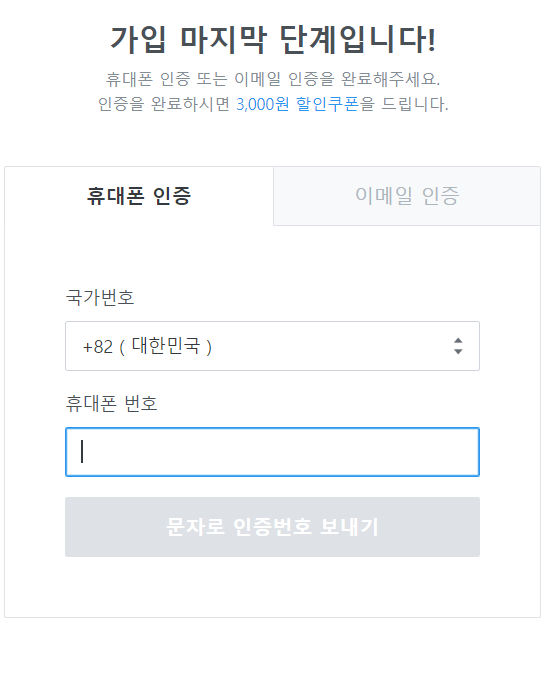 가입 마지막 단계입니다!
휴대폰 인증 또는 이메일 인증을 완료해주세요.
인증을 완료하시면 3,000원 할인쿠폰을 드립니다.
휴대폰 인증
이메일 인증
국가번호
+82 ( 대한민국 )
휴대폰 번호
문자로 인증번호 보내기